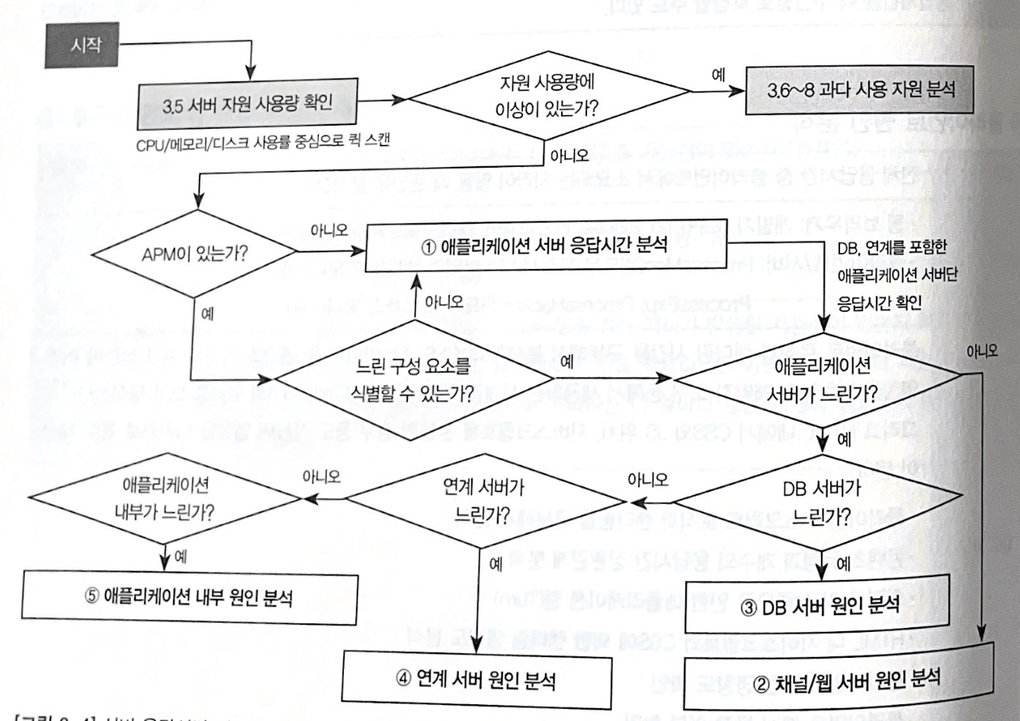 시작
3.5 서버 자원 사용량 확인
CPU/메모리/디스크 사용률 중심으로 퀵 스캔
자원 사용량에
이상이 있는가?
예
3.6~8 과다 사용 자원 분석
아니오
APM이 있는가?
아니오
① 애플리케이션 서버 응답시간 분석
DB, 연계를 포함한
애플리케이션 서버단
응답시간 확인
예
아니오
느린 구성 요소를
식별할 수 있는가?
예
애플리케이션
서버가 느린가?
아니오
예
애플리케이션
내부가 느린가?
아니오
연계 서버가
느린가?
아니오
DB 서버가
느린가?
예
예
예
⑤ 애플리케이션 내부 원인 분석
③ DB 서버 원인 분석
④ 연계 서버 원인 분석
② 채널/웹 서버 원인 분석